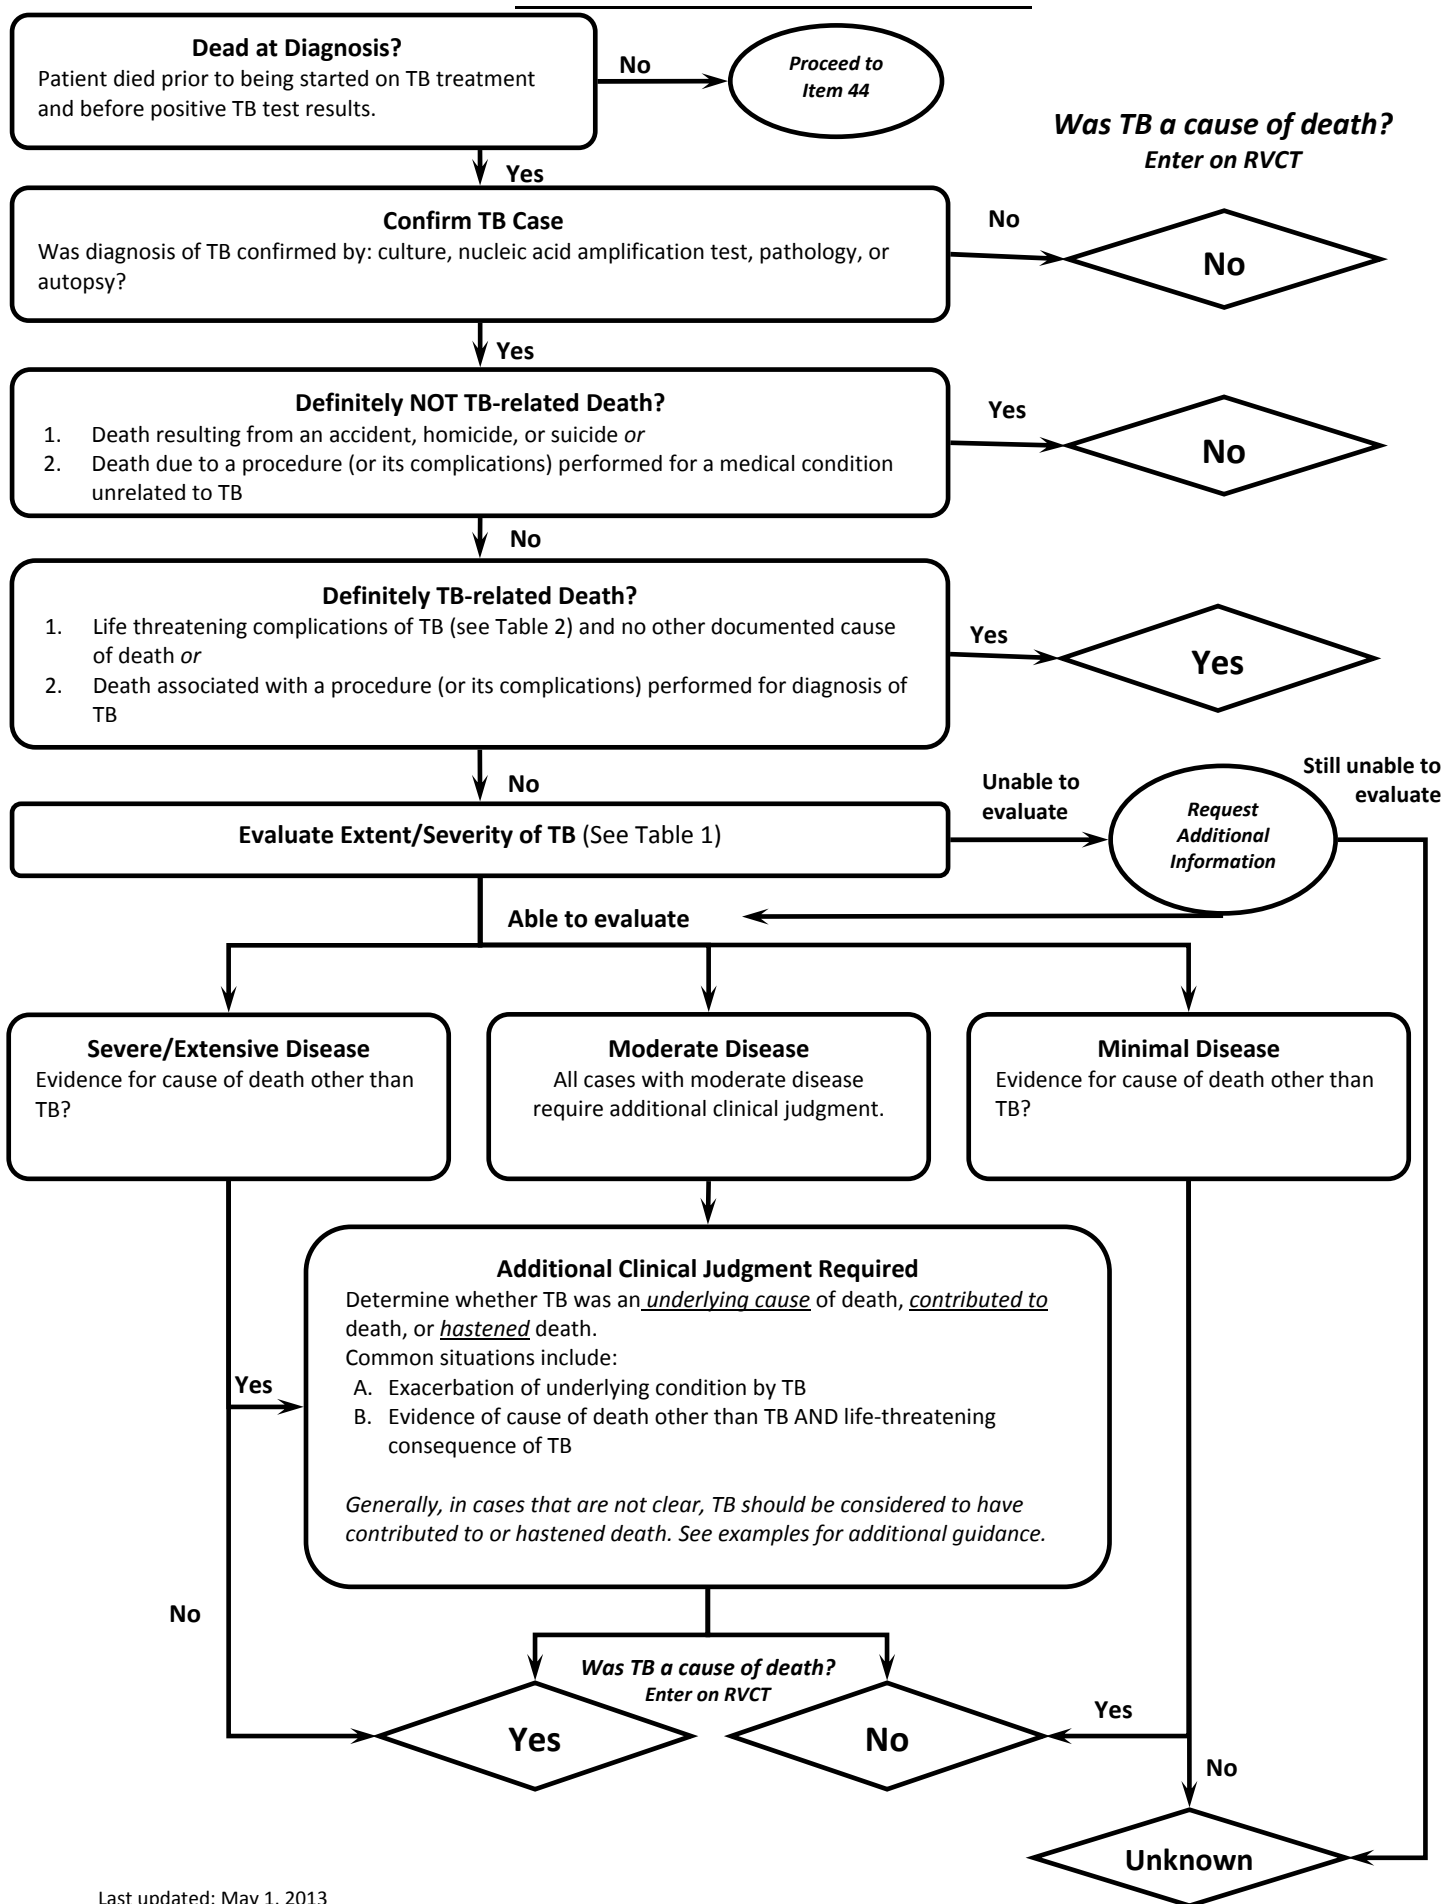 Dead at Diagnosis?
Patient died prior to being started on TB treatment
and before positive TB test results.
No
Proceed to
Item 44
Was TB a cause of death?
Enter on RVCT
Yes
Confirm TB Case
Was diagnosis of TB confirmed by: culture, nucleic acid amplification test, pathology, or
autopsy?
No
No
Yes
Definitely NOT TB-related Death?
1. Death resulting from an accident, homicide, or suicide or
2. Death due to a procedure (or its complications) performed for a medical condition
unrelated to TB
Yes
No
No
Definitely TB-related Death?
1. Life threatening complications of TB (see Table 2) and no other documented cause
of death or
2. Death associated with a procedure (or its complications) performed for diagnosis of
TB
Yes
Yes
No
Evaluate Extent/Severity of TB (See Table 1)
Unable to
evaluate
Request
Additional
Information
Still unable to
evaluate
Able to evaluate
Severe/Extensive Disease
Evidence for cause of death other than
TB?
Moderate Disease
All cases with moderate disease
require additional clinical judgment.
Minimal Disease
Evidence for cause of death other than
TB?
Additional Clinical Judgment Required
Determine whether TB was an underlying cause of death, contributed to
death, or hastened death.
Common situations include:
A. Exacerbation of underlying condition by TB
B. Evidence of cause of death other than TB AND life-threatening
consequence of TB
Generally, in cases that are not clear, TB should be considered to have
contributed to or hastened death. See examples for additional guidance.
Yes
No
Was TB a cause of death?
Enter on RVCT
Yes
No
Yes
No
Unknown
Last updated: May 1, 2013